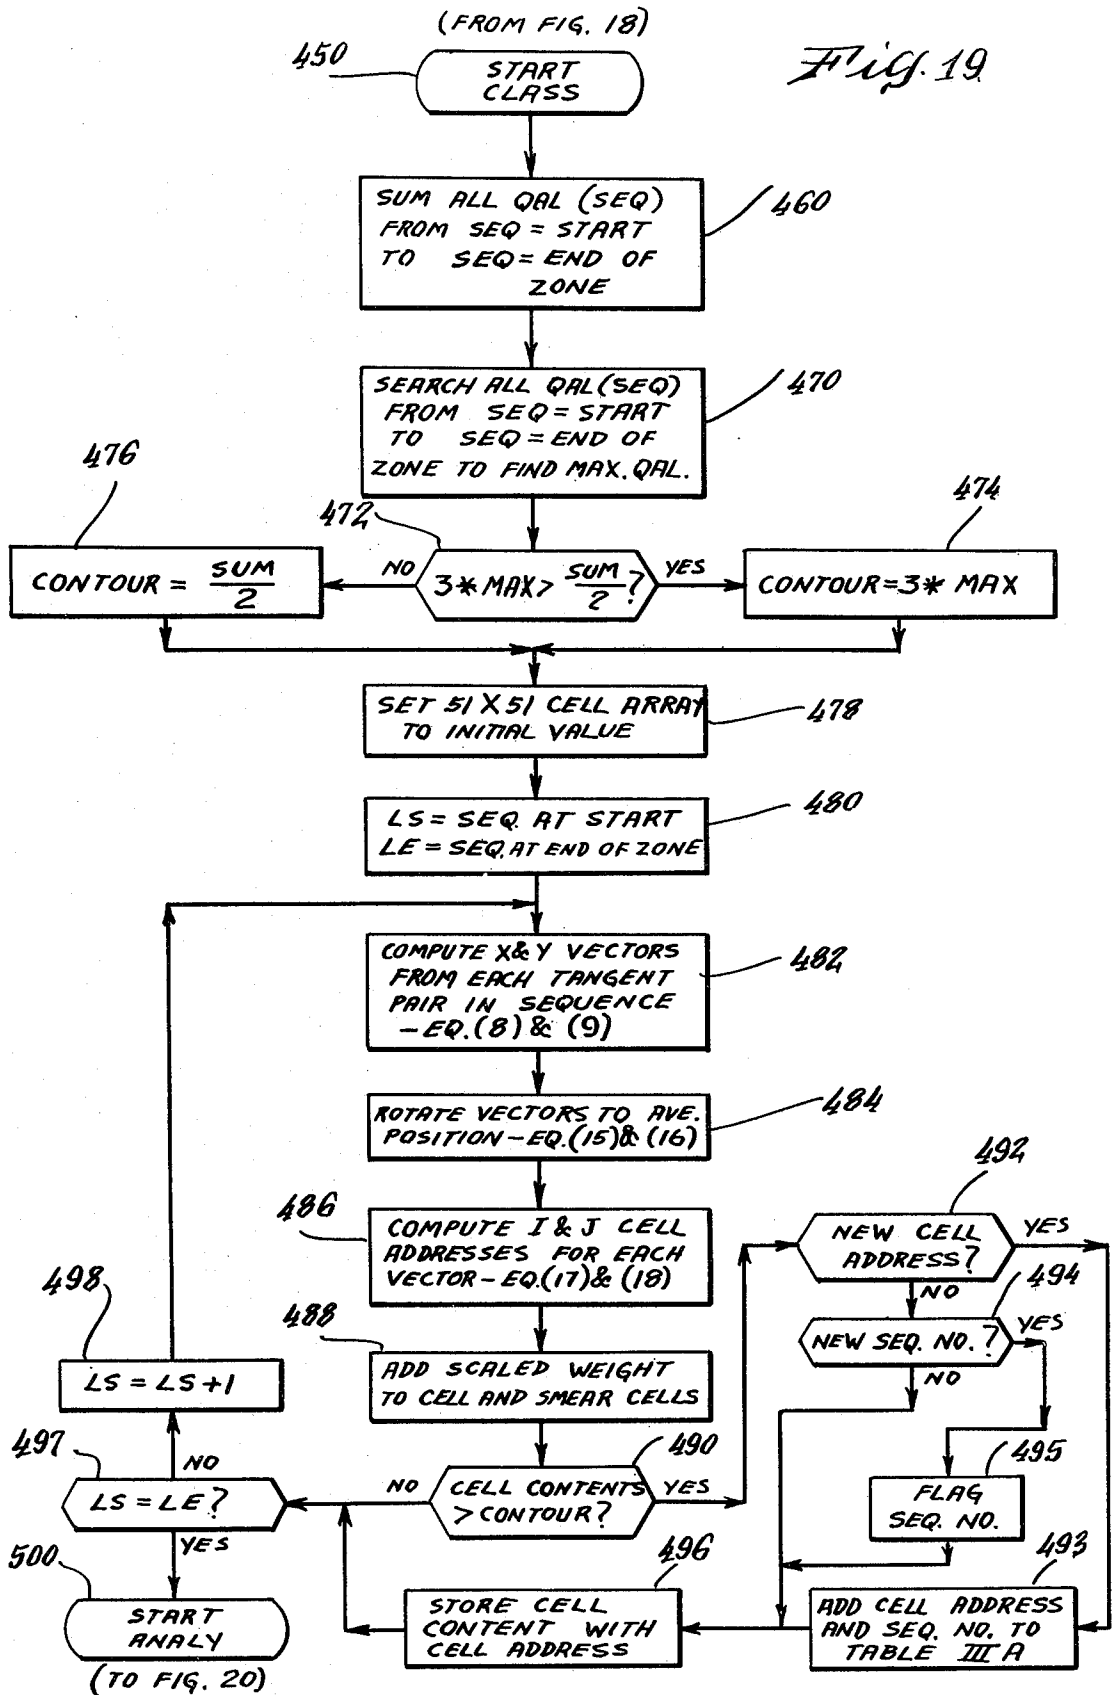 (FROM FIG. 18)
Fig. 19
450
START
CLASS
460
SUM ALL QAL (SEQ)
FROM SEQ = START
TO SEQ = END OF
ZONE
470
SEARCH ALL QAL (SEQ)
FROM SEQ = START
TO SEQ = END OF
ZONE TO FIND MAX. QAL.
476
472
474
CONTOUR = SUM
2
NO
3 * MAX > SUM ?
2
YES
CONTOUR = 3 * MAX
SET 51 X 51 CELL ARRAY
TO INITIAL VALUE
478
LS = SEQ. AT START
LE = SEQ. AT END OF ZONE
480
COMPUTE X & Y VECTORS
FROM EACH TANGENT
PAIR IN SEQUENCE
- EQ. (8) & (9)
482
ROTATE VECTORS TO AVE.
POSITION - EQ. (15) & (16)
484
486
COMPUTE I & J CELL
ADDRESSES FOR EACH
VECTOR - EQ. (17) & (18)
492
NEW CELL
ADDRESS?
YES
NO
494
NEW SEQ. NO. ?
YES
NO
488
ADD SCALED WEIGHT
TO CELL AND SMEAR CELLS
498
LS = LS + 1
490
CELL CONTENTS
> CONTOUR?
NO
YES
495
FLAG
SEQ. NO.
497
NO
LS = LE ?
YES
493
ADD CELL ADDRESS
AND SEQ. NO. TO
TABLE III A
496
STORE CELL
CONTENT WITH
CELL ADDRESS
500
START
ANALY
(TO FIG. 20)